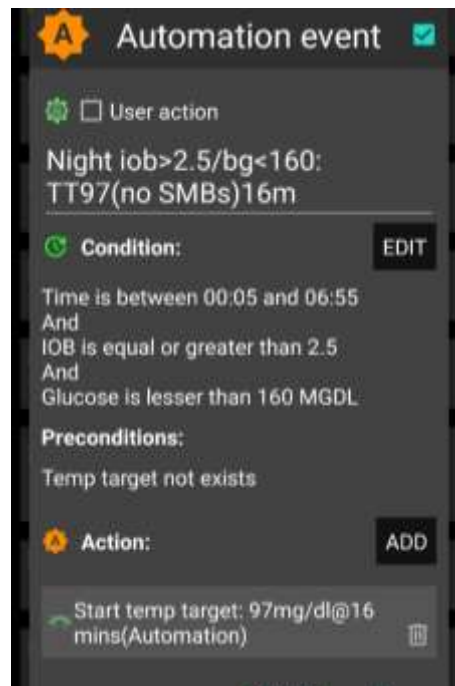 A Automation event
User action
Night iob>2.5/bg<160:
TT97(no SMBs)16m
Condition: EDIT
Time is between 00:05 and 06:55
And
IOB is equal or greater than 2.5
And
Glucose is lesser than 160 MGDL
Preconditions:
Temp target not exists
A Action: ADD
Start temp target: 97mg/dl@16
mins(Automation)